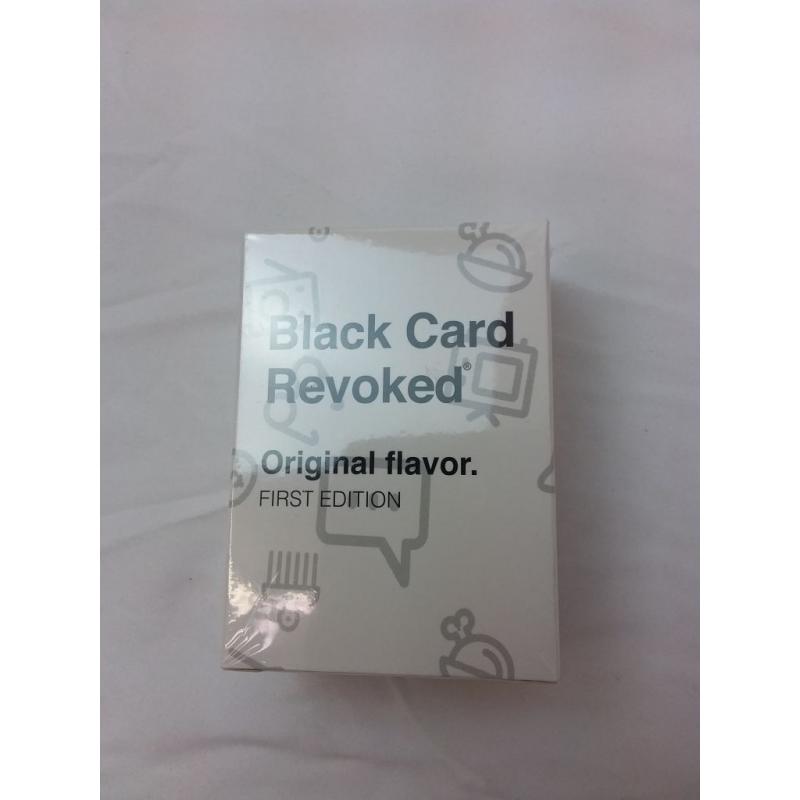 Black Card
Revoked®
Original flavor.
FIRST EDITION